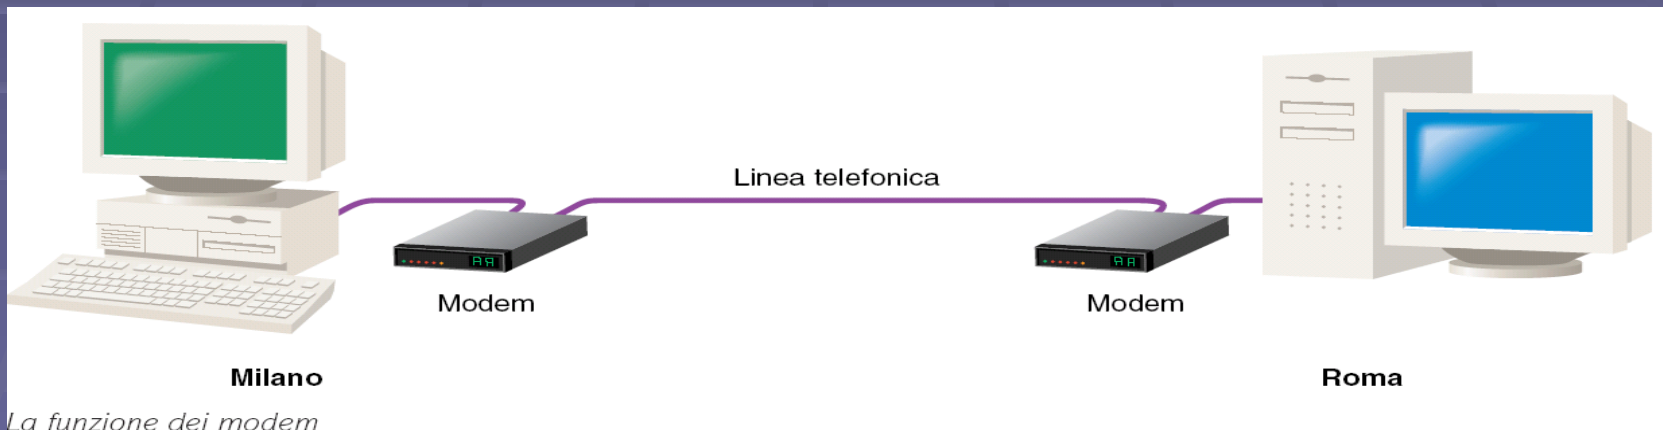 Linea telefonica
Modem
Modem
Milano
Roma
La funzione dei modem